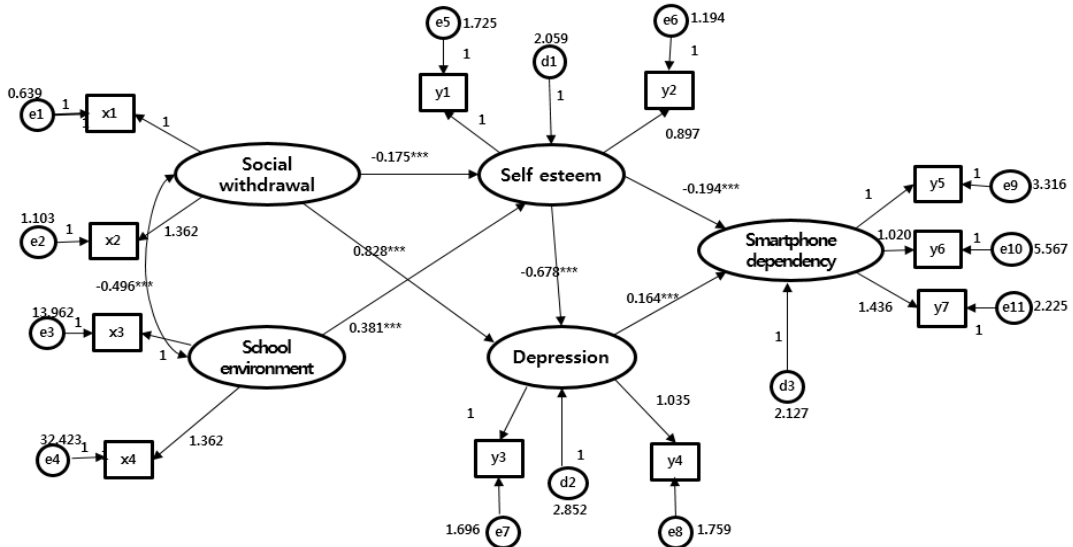 e5 1.725
e6 1.194
2.059
1
1
d1
y1
y2
0.639
1
e1
x1
1
1
1
0.897
Social
withdrawal
-0.175***
Self esteem
-0.194***
y5
1
e9 3.316
1
1.103
1
e2
x2
1.362
0.828***
Smartphone
dependency
1.020
y6
1
e10 5.567
-0.678***
-0.496***
13.962
1
e3
x3
0.164***
1.436
y7
e11 2.225
1
0.381***
1
School
environment
Depression
1
d3
2.127
1.035
1
32.423
1
e4
x4
1.362
y3
y4
1
d2
2.852
1.696
e7
e8
1.759